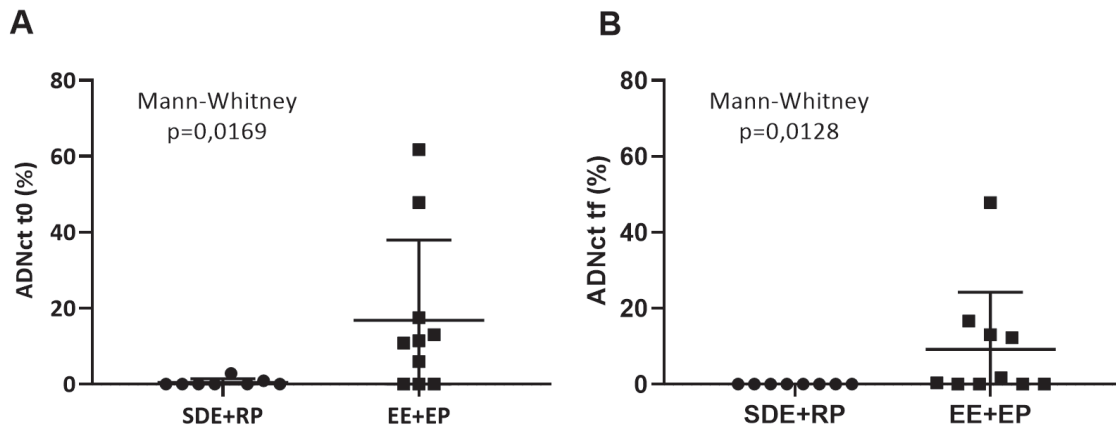 A
ADNct t0 (%)
80
60
40
20
0
Mann-Whitney
p=0,0169
SDE+RP
EE+EP
B
ADNct tf (%)
80
60
40
20
0
Mann-Whitney
p=0,0128
SDE+RP
EE+EP